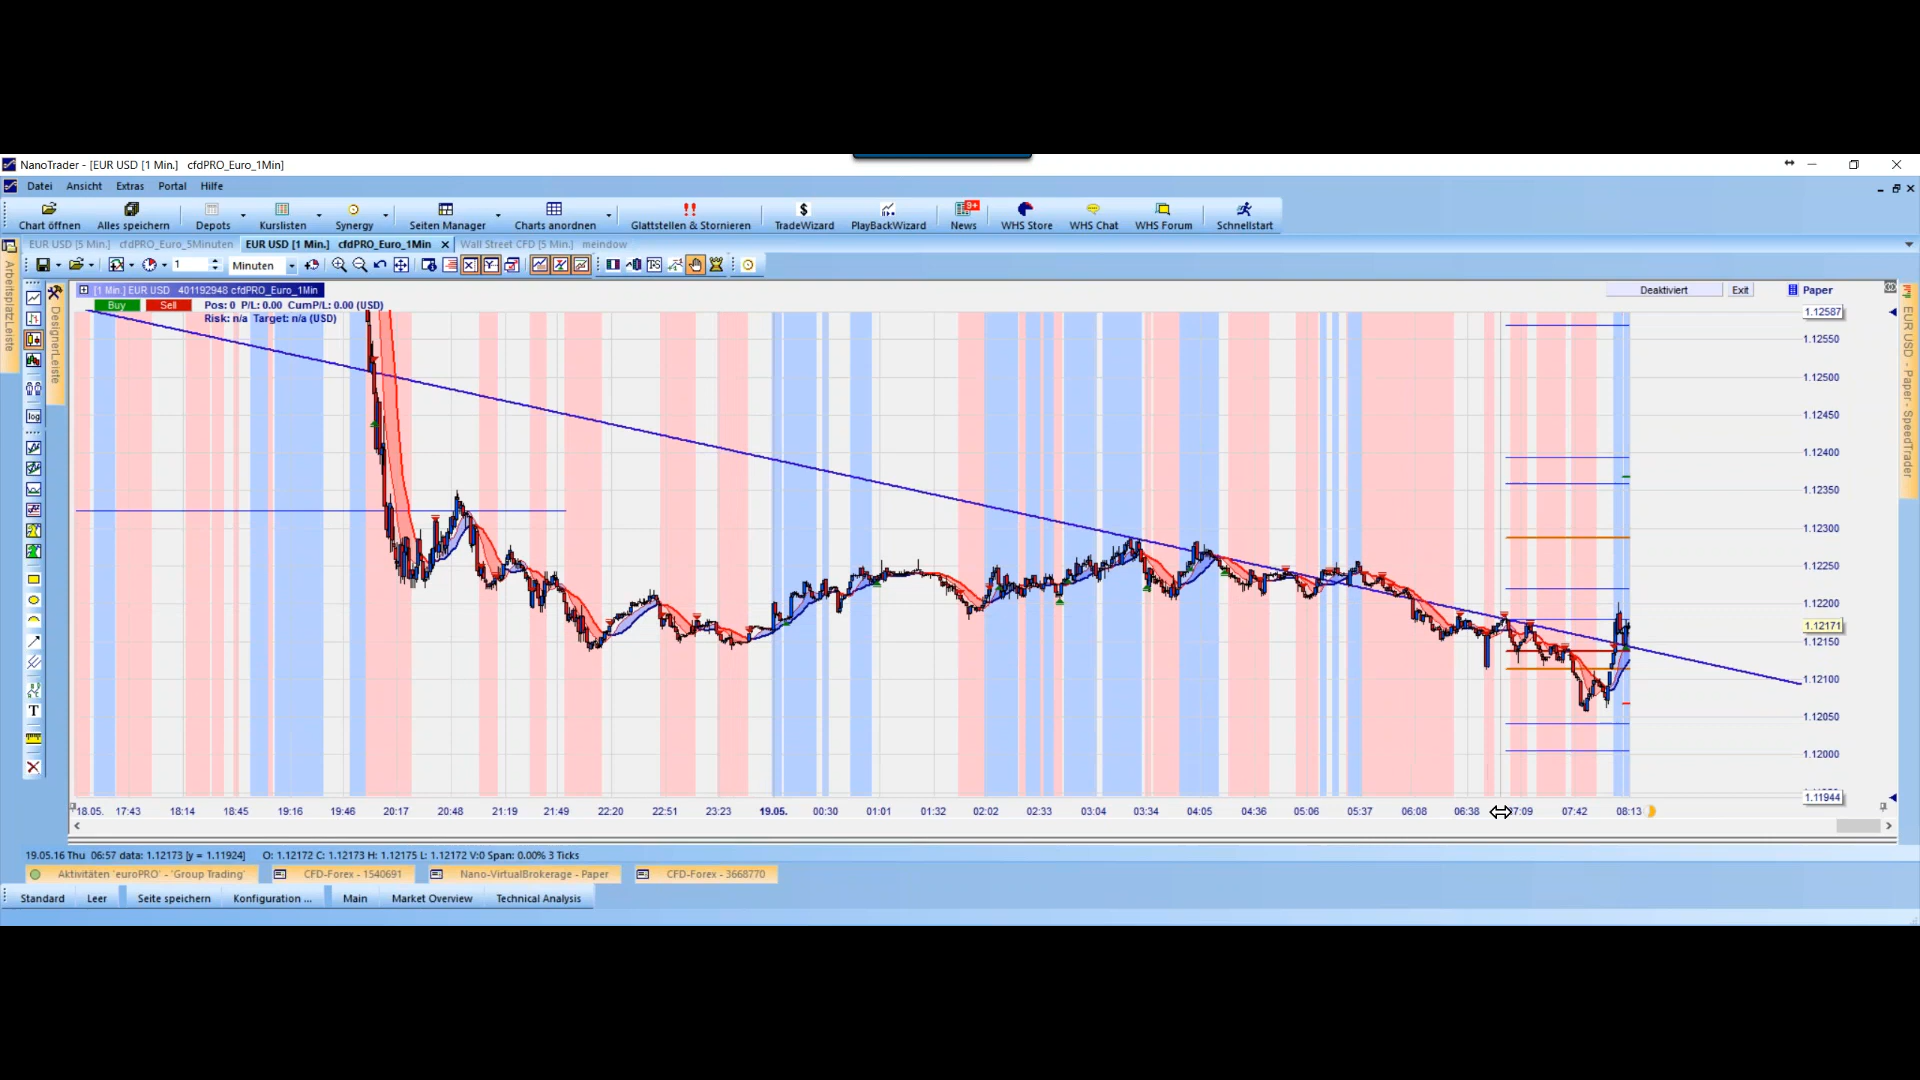 NanoTrader - [EUR USD [1 Min.]   cfdPRO_Euro_1Min]
Datei Ansicht Extras Portal Hilfe
Chart öffnen Alles speichern Depots Kurslisten Synergy Seiten Manager Charts anordnen Glattstellen & Stornieren TradeWizard PlayBackWizard News 9+ WHS Store WHS Chat WHS Forum Schnellstart
EUR USD [5 Min.] cfdPRO_Euro_5Minuten EUR USD [1 Min.] cfdPRO_Euro_1Min Wall Street CFD [5 Min.] meindow
1 Minuten
ArbeitsplatzLeiste
DesignerLeiste
log
T
[1 Min.] EUR USD 401192948 cfdPRO_Euro_1Min
Deaktiviert Exit Paper
Buy Sell Pos: 0 P/L: 0.00 CumP/L: 0.00 (USD)
Risk: n/a Target: n/a (USD)
1.12587
1.12550
1.12500
1.12450
1.12400
1.12350
1.12300
1.12250
1.12200
1.12171
1.12150
1.12100
1.12050
1.12000
1.11944
EUR USD - Paper - SpeedTrader
18.05. 17:43 18:14 18:45 19:16 19:46 20:17 20:48 21:19 21:49 22:20 22:51 23:23 19.05. 00:30 01:01 01:32 02:02 02:33 03:04 03:34 04:05 04:36 05:06 05:37 06:08 06:38 07:09 07:42 08:13
19.05.16 Thu 06:57 data: 1.12173 [y = 1.11924] O: 1.12172 C: 1.12173 H: 1.12175 L: 1.12172 V:0 Span: 0.00% 3 Ticks
Aktivitäten 'euroPRO' - 'Group Trading' CFD-Forex - 1540691 Nano-VirtualBrokerage - Paper CFD-Forex - 3668770
Standard Leer Seite speichern Konfiguration ... Main Market Overview Technical Analysis